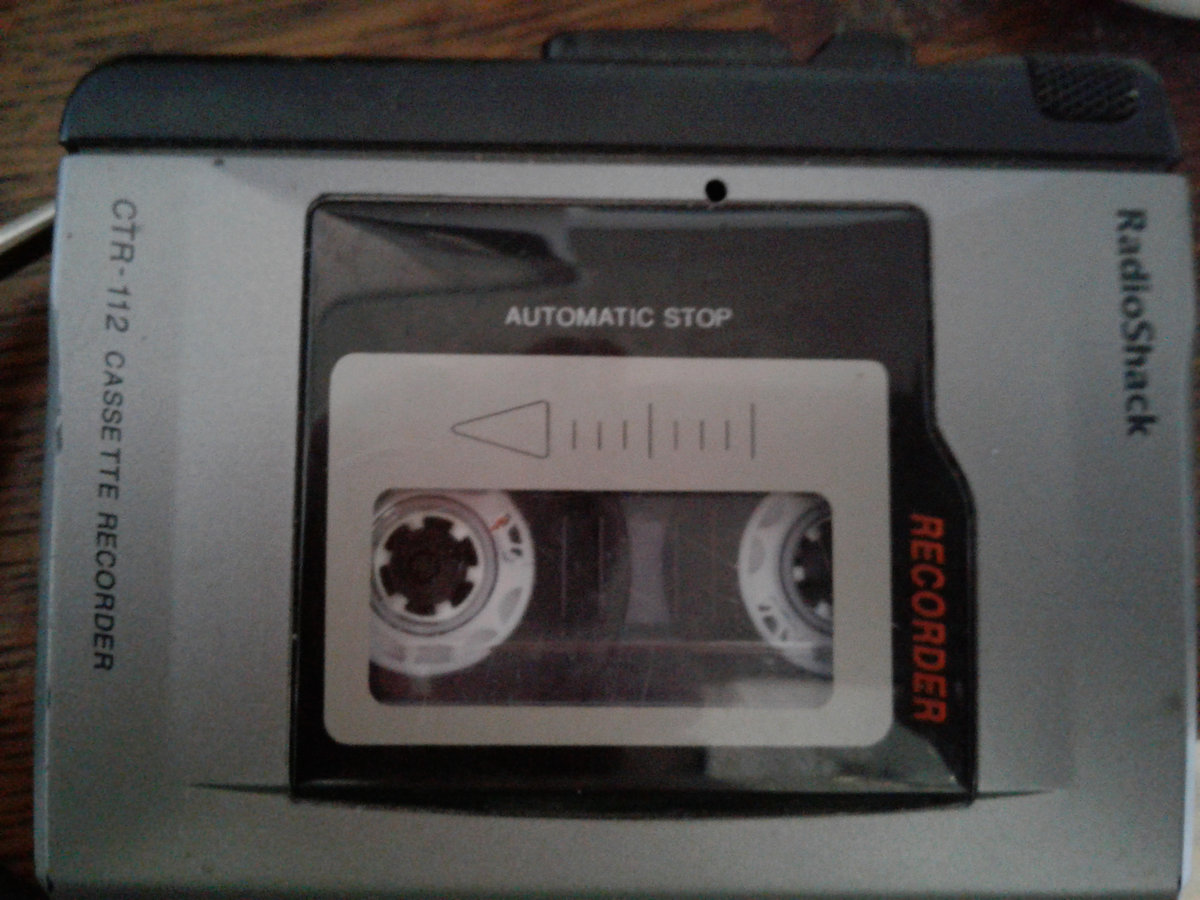 RadioShack
AUTOMATIC STOP
RECORDER
CTR-112 CASSETTE RECORDER